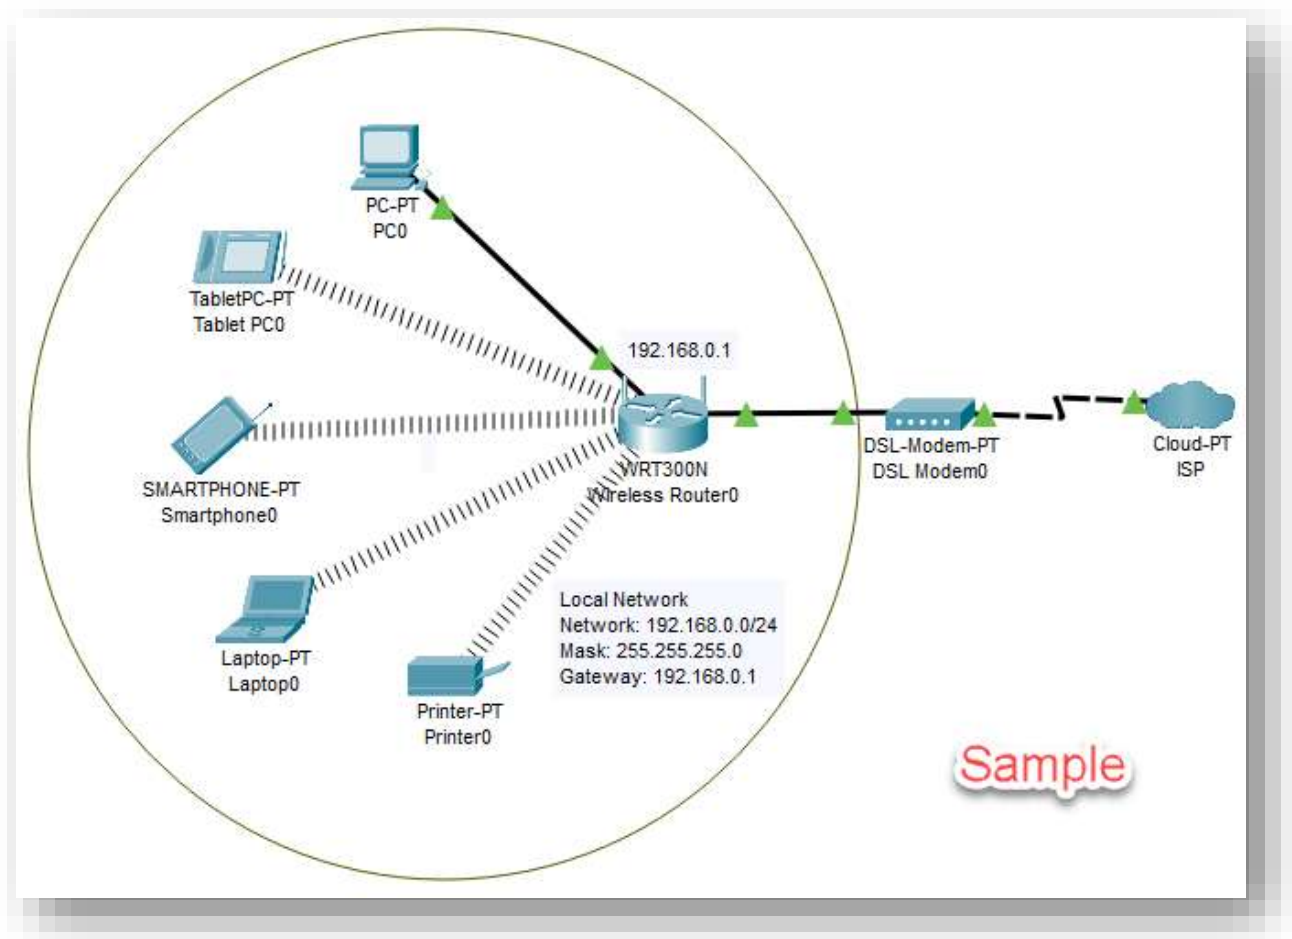 PC-PT
PC0
TabletPC-PT
Tablet PC0
192.168.0.1
SMARTPHONE-PT
Smartphone0
WRT300N
Wireless Router0
DSL-Modem-PT
DSL Modem0
Cloud-PT
ISP
Laptop-PT
Laptop0
Printer-PT
Printer0
Local Network
Network: 192.168.0.0/24
Mask: 255.255.255.0
Gateway: 192.168.0.1
Sample